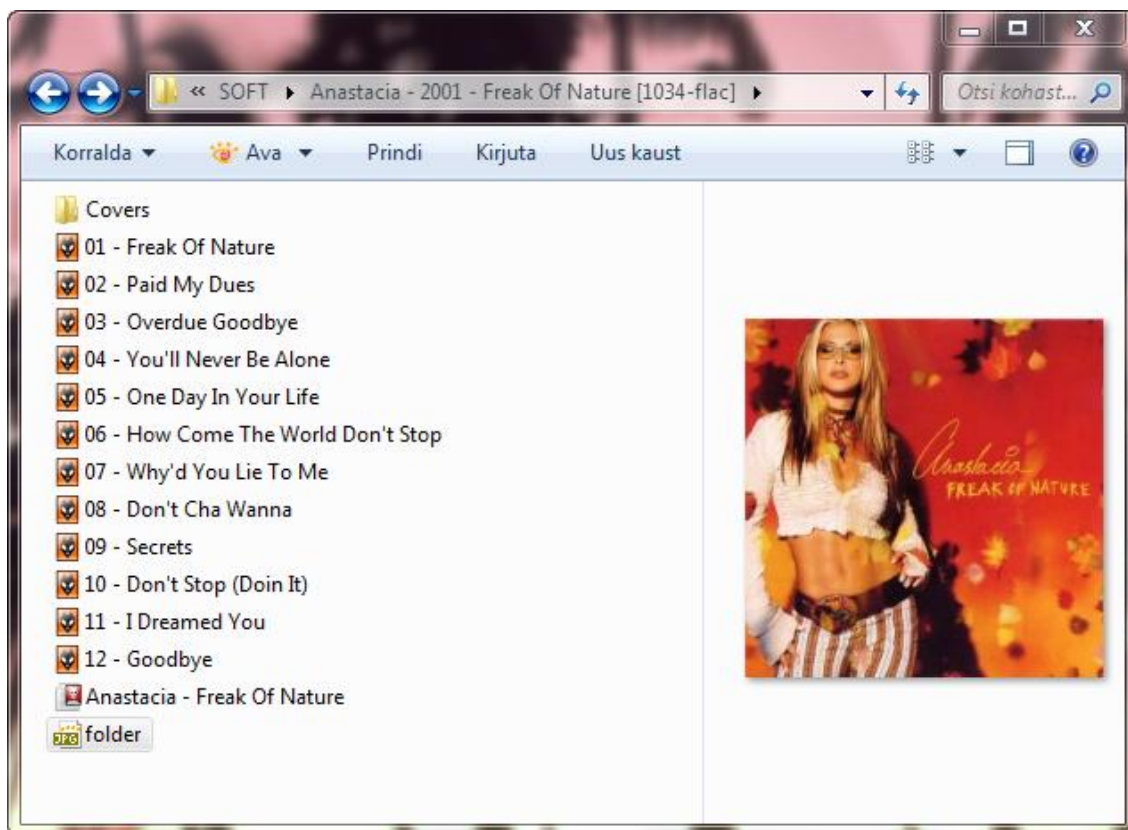 « SOFT Anastacia - 2001 - Freak Of Nature [1034-flac] Otsi kohast...
Korralda Ava Prindi Kirjuta Uus kaust
Covers
01 - Freak Of Nature
02 - Paid My Dues
03 - Overdue Goodbye
04 - You'll Never Be Alone
05 - One Day In Your Life
06 - How Come The World Don't Stop
07 - Why'd You Lie To Me
08 - Don't Cha Wanna
09 - Secrets
10 - Don't Stop (Doin It)
11 - I Dreamed You
12 - Goodbye
Anastacia - Freak Of Nature
JPG folder
Anastacia
FREAK OF NATURE